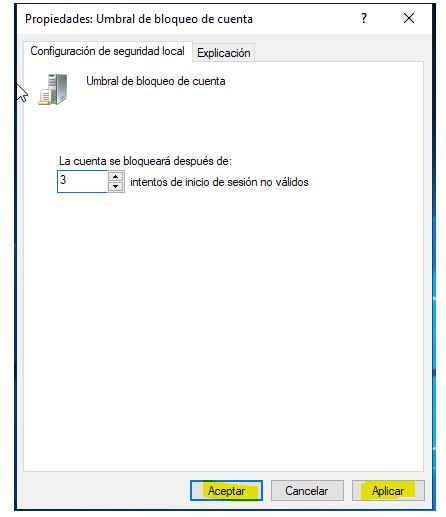 Propiedades: Umbral de bloqueo de cuenta ? ×
Configuración de seguridad local Explicación
Umbral de bloqueo de cuenta
La cuenta se bloqueará después de:
3 intentos de inicio de sesión no válidos
Aceptar Cancelar Aplicar